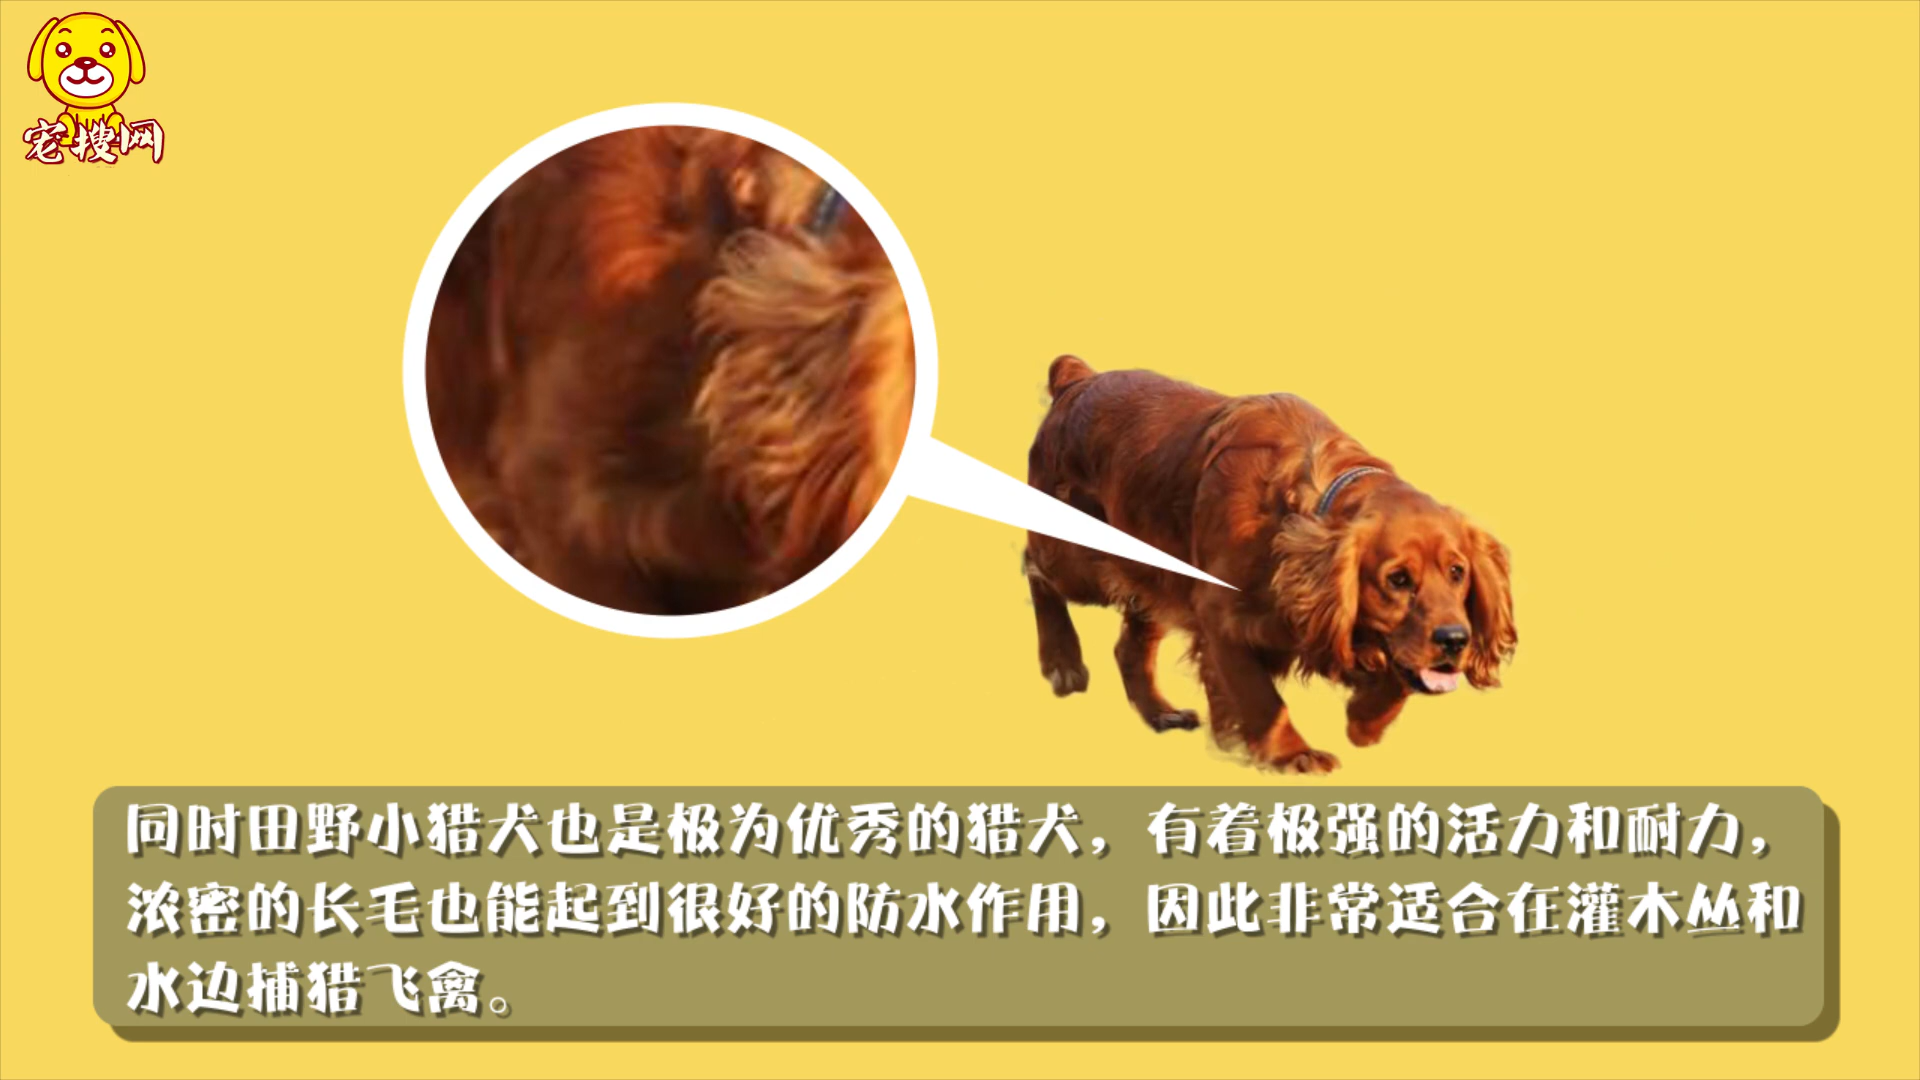 宠搜网
同时田野小猎犬也是极为优秀的猎犬，有着极强的活力和耐力，
浓密的长毛也能起到很好的防水作用，因此非常适合在灌木丛和
水边捕猎飞禽。